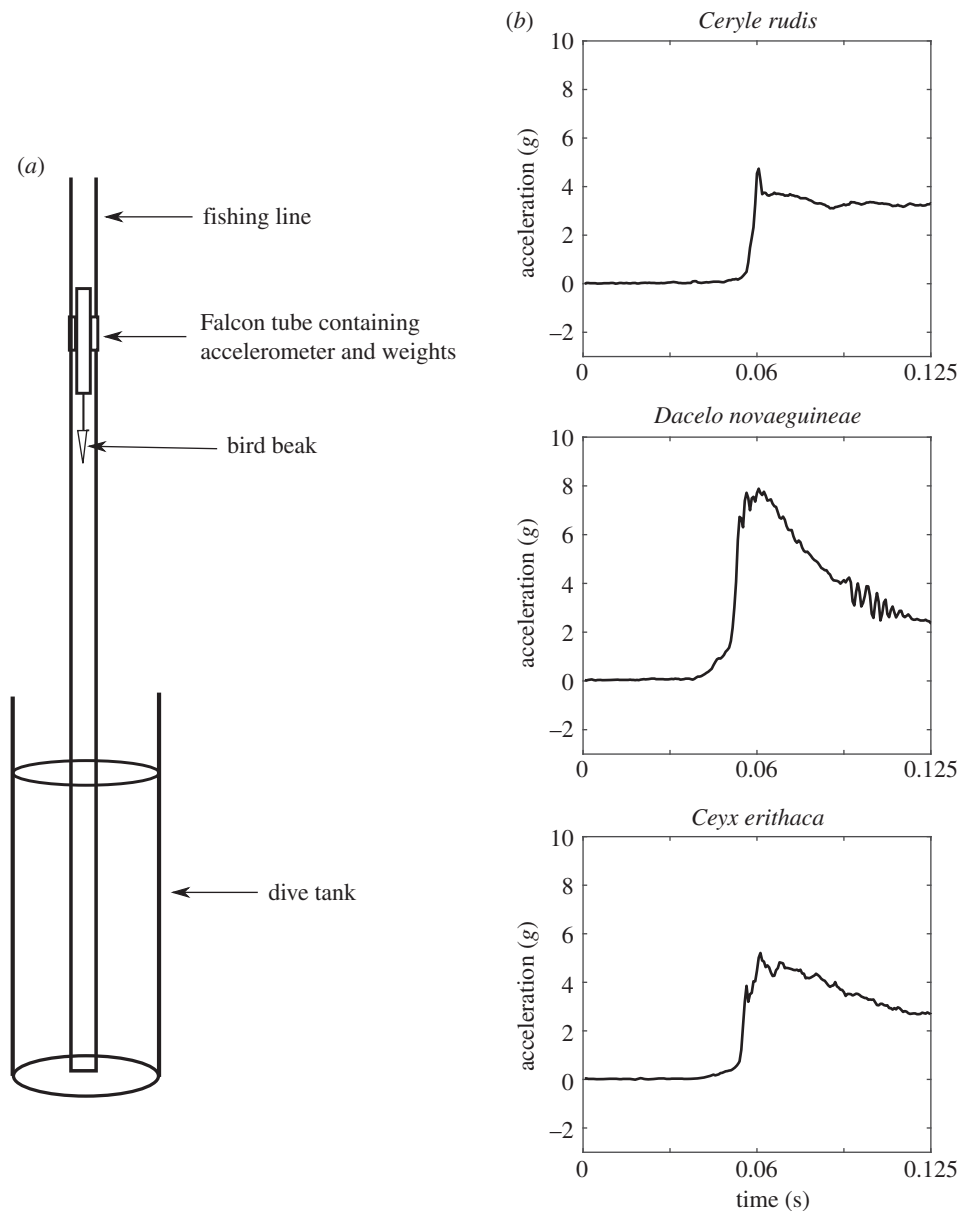 (a)
fishing line
Falcon tube containing
accelerometer and weights
bird beak
dive tank
(b)
Ceryle rudis
10
8
6
4
2
0
–2
acceleration (g)
0
0.06
0.125
Dacelo novaeguineae
10
8
6
4
2
0
–2
acceleration (g)
0
0.06
0.125
Ceyx erithaca
10
8
6
4
2
0
–2
acceleration (g)
0
0.06
0.125
time (s)